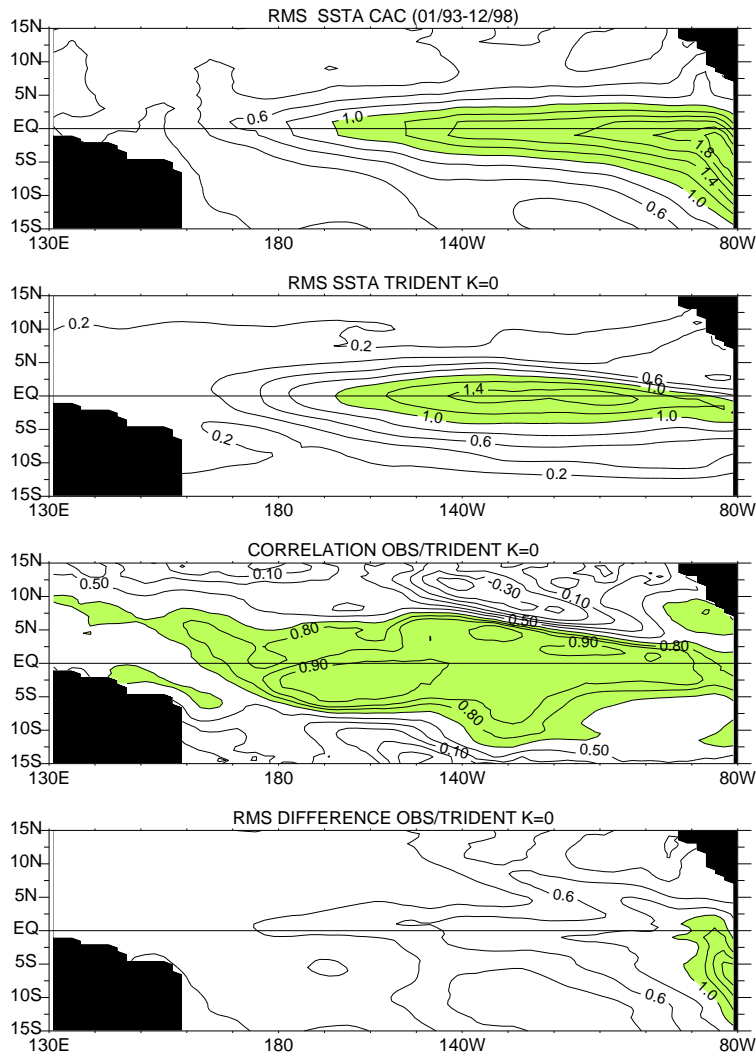 RMS SSTA CAC (01/93-12/98)
15N
10N
5N
EQ
5S
10S
15S
0.6
1.0
1.8
1.4
1.0
0.6
130E 180 140W 80W
RMS SSTA TRIDENT K=0
15N
10N
5N
EQ
5S
10S
15S
0.2
0.2
0.6
1.0
1.4
1.0
1.0
0.6
0.2
0.2
130E 180 140W 80W
CORRELATION OBS/TRIDENT K=0
15N
10N
5N
EQ
5S
10S
15S
0.50
0.10
-0.30
0.10
0.50
0.80
0.90
0.80
0.90
0.80
0.10
0.50
130E 180 140W 80W
RMS DIFFERENCE OBS/TRIDENT K=0
15N
10N
5N
EQ
5S
10S
15S
0.6
0.6
1.0
130E 180 140W 80W